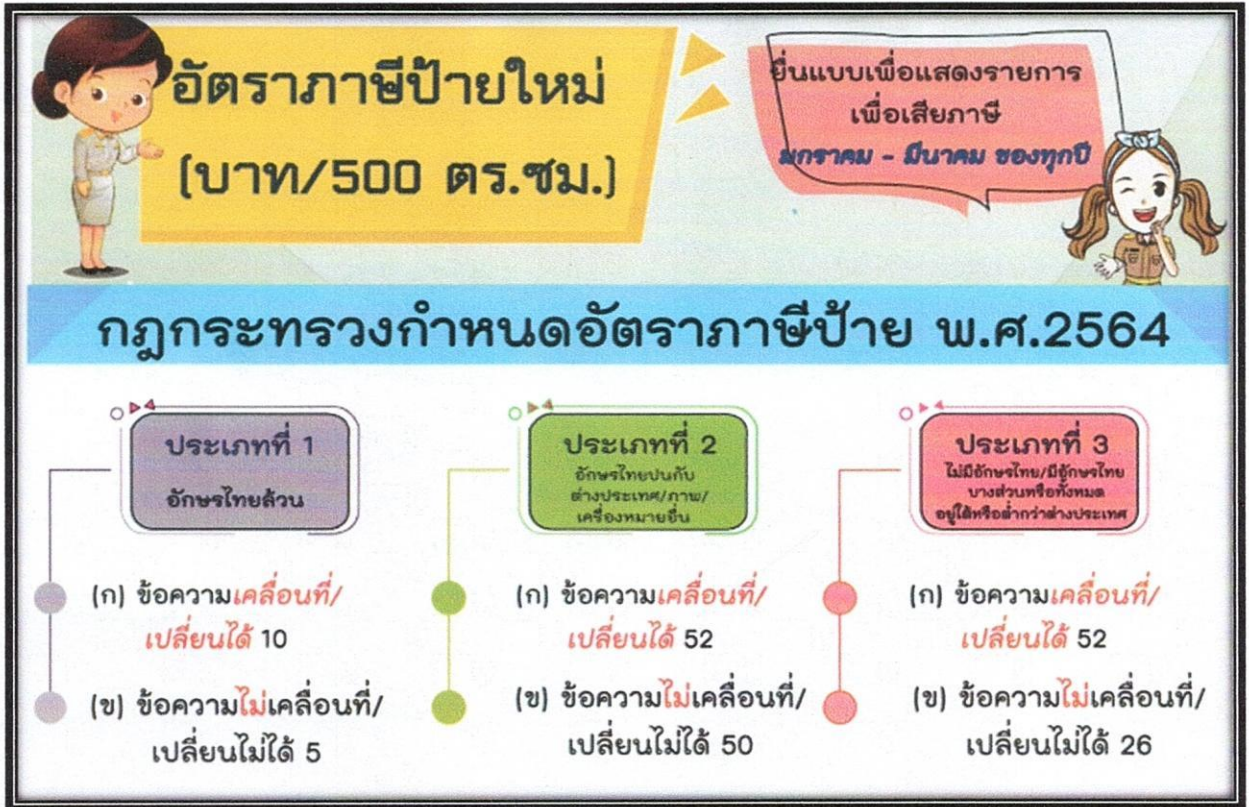 อัตราภาษีป้ายใหม่
(บาท/500 ตร.ซม.)
ยื่นแบบเพื่อแสดงรายการ
เพื่อเสียภาษี
มกราคม - มีนาคม ของทุกปี
กฎกระทรวงกำหนดอัตราภาษีป้าย พ.ศ.2564
ประเภทที่ 1
อักษรไทยล้วน
(ก) ข้อความเคลื่อนที่/
เปลี่ยนได้ 10
(ข) ข้อความไม่เคลื่อนที่/
เปลี่ยนไม่ได้ 5
ประเภทที่ 2
อักษรไทยปนกับ
ต่างประเทศ/ภาพ/
เครื่องหมายอื่น
(ก) ข้อความเคลื่อนที่/
เปลี่ยนได้ 52
(ข) ข้อความไม่เคลื่อนที่/
เปลี่ยนไม่ได้ 50
ประเภทที่ 3
ไม่มีอักษรไทย/มีอักษรไทย
บางส่วนหรือทั้งหมด
อยู่ใต้หรือต่ำกว่าต่างประเทศ
(ก) ข้อความเคลื่อนที่/
เปลี่ยนได้ 52
(ข) ข้อความไม่เคลื่อนที่/
เปลี่ยนไม่ได้ 26